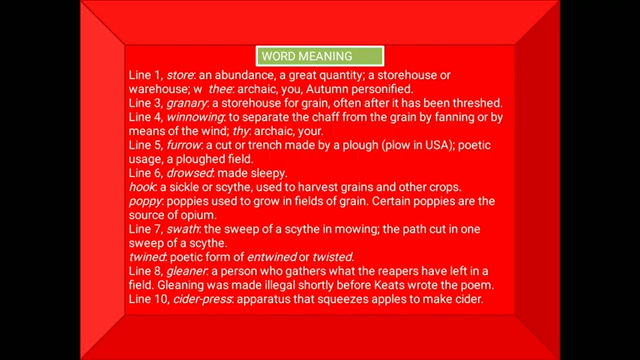 WORD MEANING
Line 1, store: an abundance, a great quantity; a storehouse or
warehouse; w  thee: archaic, you, Autumn personified.
Line 3, granary: a storehouse for grain, often after it has been threshed.
Line 4, winnowing: to separate the chaff from the grain by fanning or by
means of the wind; thy: archaic, your.
Line 5, furrow: a cut or trench made by a plough (plow in USA); poetic
usage, a ploughed field.
Line 6, drowsed: made sleepy.
hook: a sickle or scythe, used to harvest grains and other crops.
poppy: poppies used to grow in fields of grain. Certain poppies are the
source of opium.
Line 7, swath: the sweep of a scythe in mowing; the path cut in one
sweep of a scythe.
twined: poetic form of entwined or twisted.
Line 8, gleaner: a person who gathers what the reapers have left in a
field. Gleaning was made illegal shortly before Keats wrote the poem.
Line 10, cider-press: apparatus that squeezes apples to make cider.